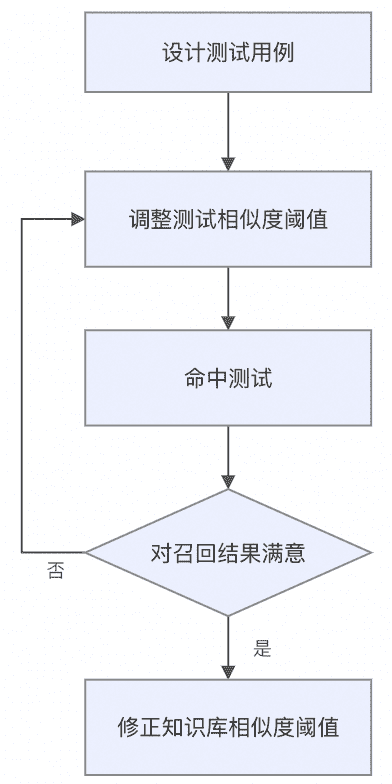 设计测试用例
调整测试相似度阈值
命中测试
对召回结果满意
否
是
修正知识库相似度阈值